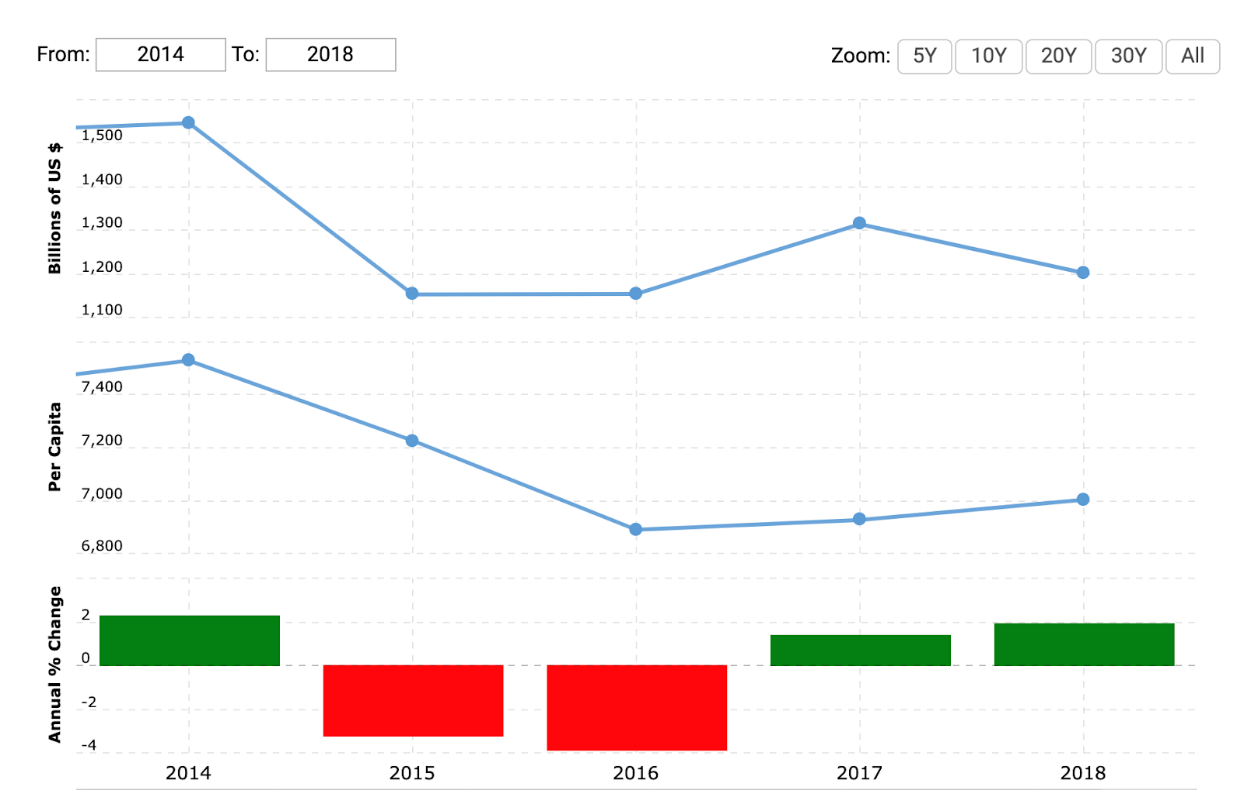 From: 2014 To: 2018 Zoom: 5Y 10Y 20Y 30Y All
Billions of US $
1,500
1,400
1,300
1,200
1,100
Per Capita
7,400
7,200
7,000
6,800
Annual % Change
2
0
-2
-4
2014 2015 2016 2017 2018